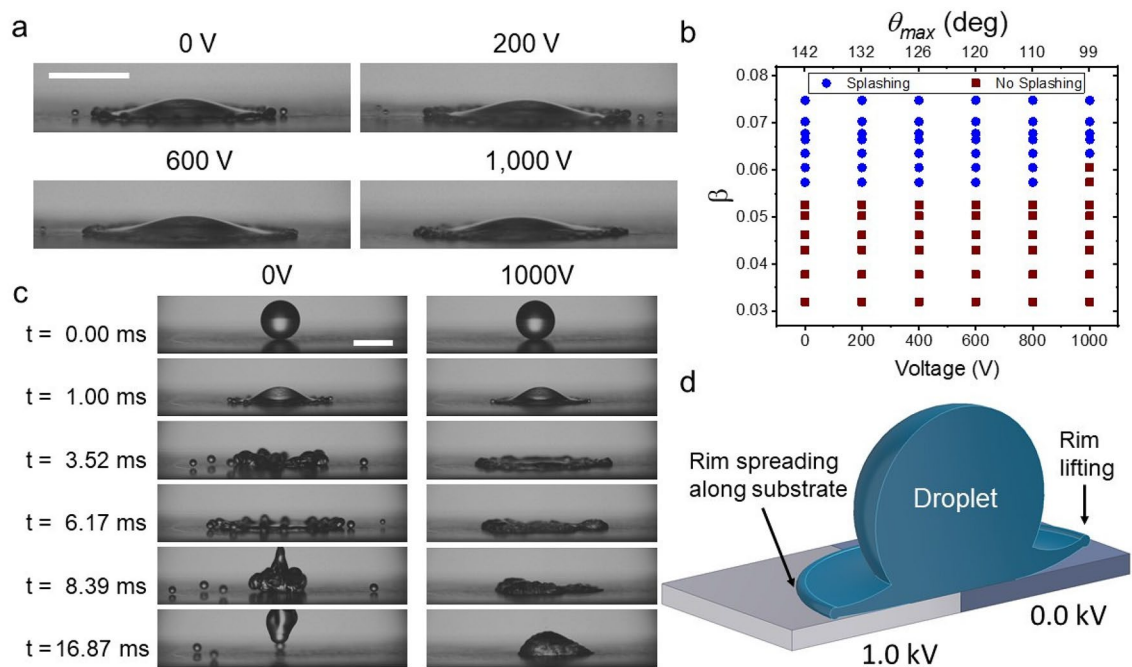 a
0 V
200 V
600 V
1,000 V
b
θmax (deg)
142 132 126 120 110 99
Splashing No Splashing
0.08
0.07
0.06
0.05
0.04
0.03
β
0 200 400 600 800 1000
Voltage (V)
c
0V
1000V
t = 0.00 ms
t = 1.00 ms
t = 3.52 ms
t = 6.17 ms
t = 8.39 ms
t = 16.87 ms
d
Rim spreading
along substrate
Droplet
Rim
lifting
0.0 kV
1.0 kV